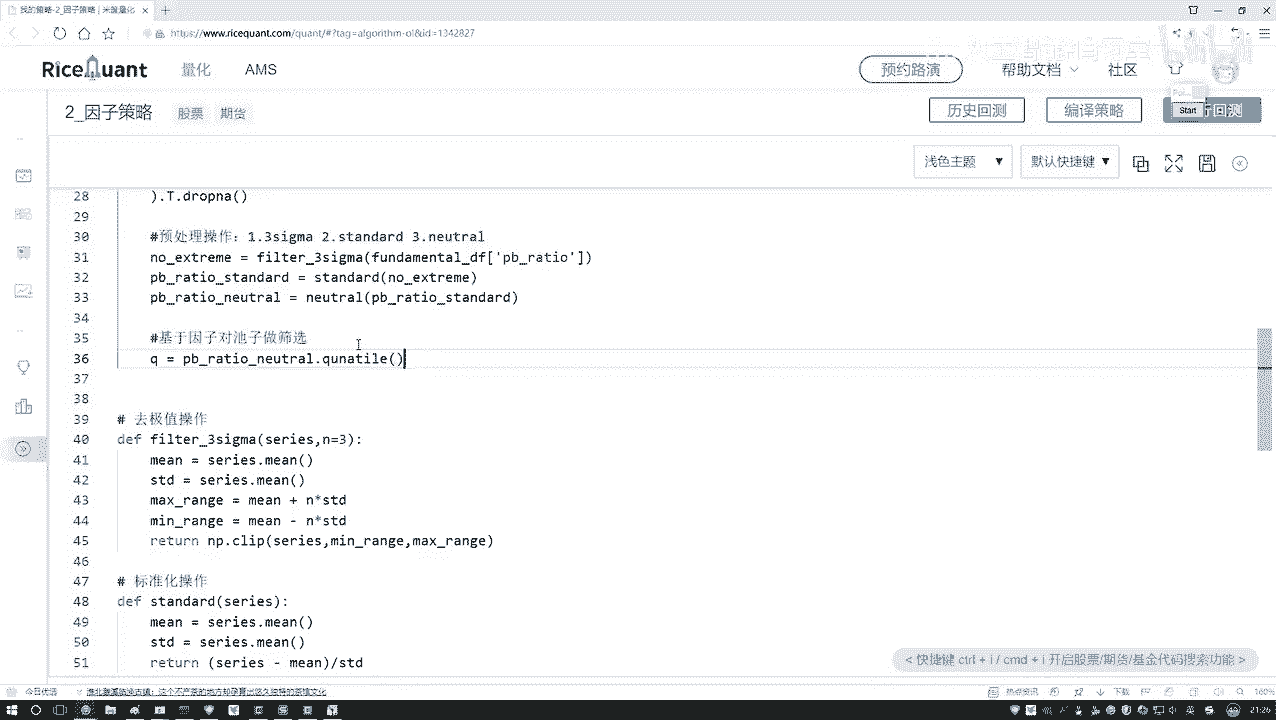 我的策略-2_因子策略 | 米筐量化
https://www.ricequant.com/quant/#?tag=algorithm-ol&id=1342827
RiceQuant 量化 AMS 预约路演 帮助文档 社区
2_因子策略 股票 期货 历史回测 编译策略 Start 回测
浅色主题 默认快捷键
28 ).T.dropna()
29
30 #预处理操作：1.3sigma 2.standard 3.neutral
31 no_extreme = filter_3sigma(fundamental_df['pb_ratio'])
32 pb_ratio_standard = standard(no_extreme)
33 pb_ratio_neutral = neutral(pb_ratio_standard)
34
35 #基于因子对池子做筛选
36 q = pb_ratio_neutral.qunatile()
37
38
39 # 去极值操作
40 def filter_3sigma(series,n=3):
41 mean = series.mean()
42 std = series.mean()
43 max_range = mean + n*std
44 min_range = mean - n*std
45 return np.clip(series,min_range,max_range)
46
47 # 标准化操作
48 def standard(series):
49 mean = series.mean()
50 std = series.mean()
51 return (series - mean)/std
< 快捷键 ctrl + i / cmd + i 开启股票/期货/基金代码搜索功能 >
今日优选
热点资讯 下载 100%
21:26